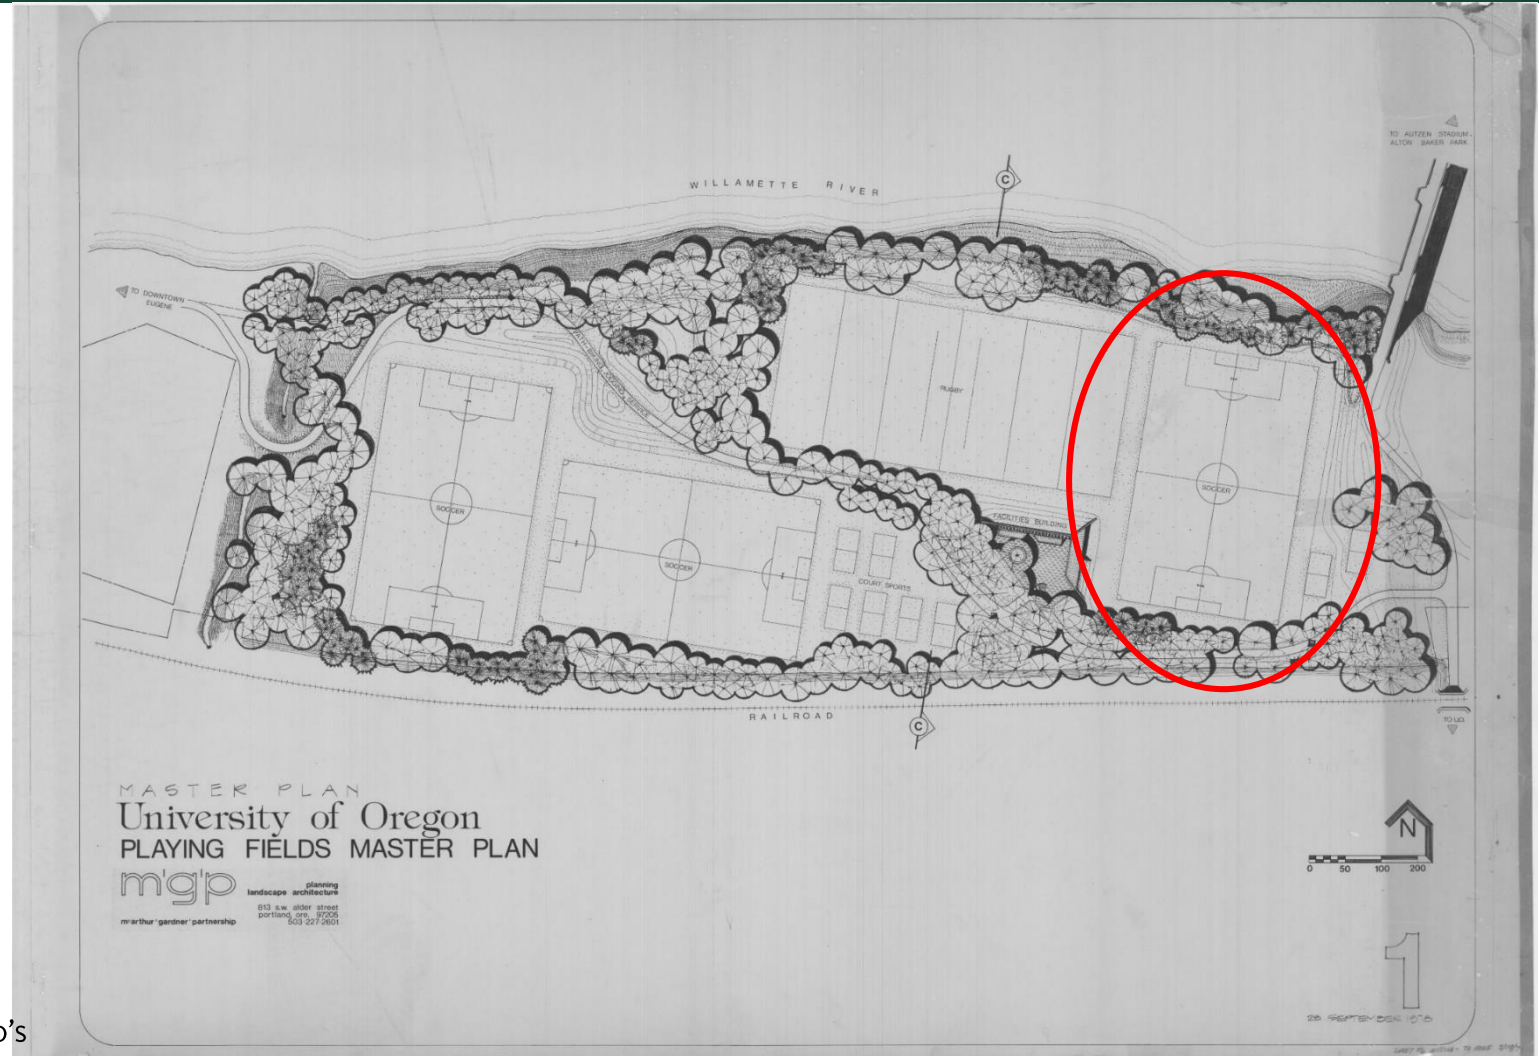 TO AUTZEN STADIUM,
ALTON BAKER PARK
C
WILLAMETTE RIVER
TO DOWNTOWN
EUGENE
RUGBY
SOCCER
SOCCER
SOCCER
FACILITIES BUILDING
COURT SPORTS
RAILROAD
C
TO U.O.
MASTER PLAN
University of Oregon
PLAYING FIELDS MASTER PLAN
m'g'p
planning
landscape architecture
813 s.w. alder street
portland, ore. 97205
503-227-2601
mcarthur'gardner'partnership
N
0 50 100 200
1
28 SEPTEMBER
o's